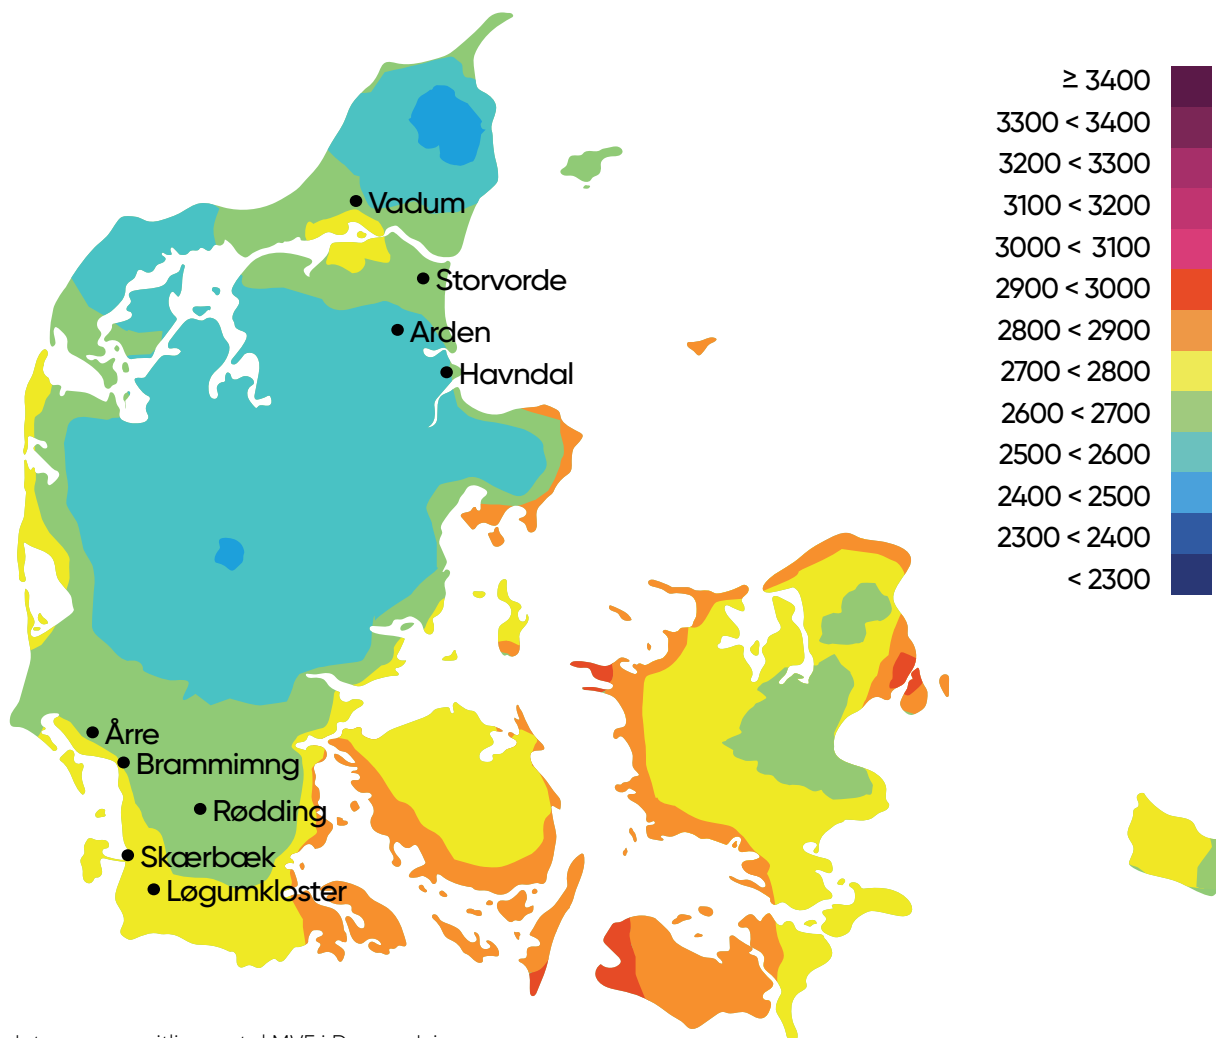 ≥ 3400
3300 < 3400
3200 < 3300
3100 < 3200
3000 < 3100
2900 < 3000
2800 < 2900
2700 < 2800
2600 < 2700
2500 < 2600
2400 < 2500
2300 < 2400
< 2300
Vadum
Storvorde
Arden
Havndal
Årre
Brammimng
Rødding
Skærbæk
Løgumkloster